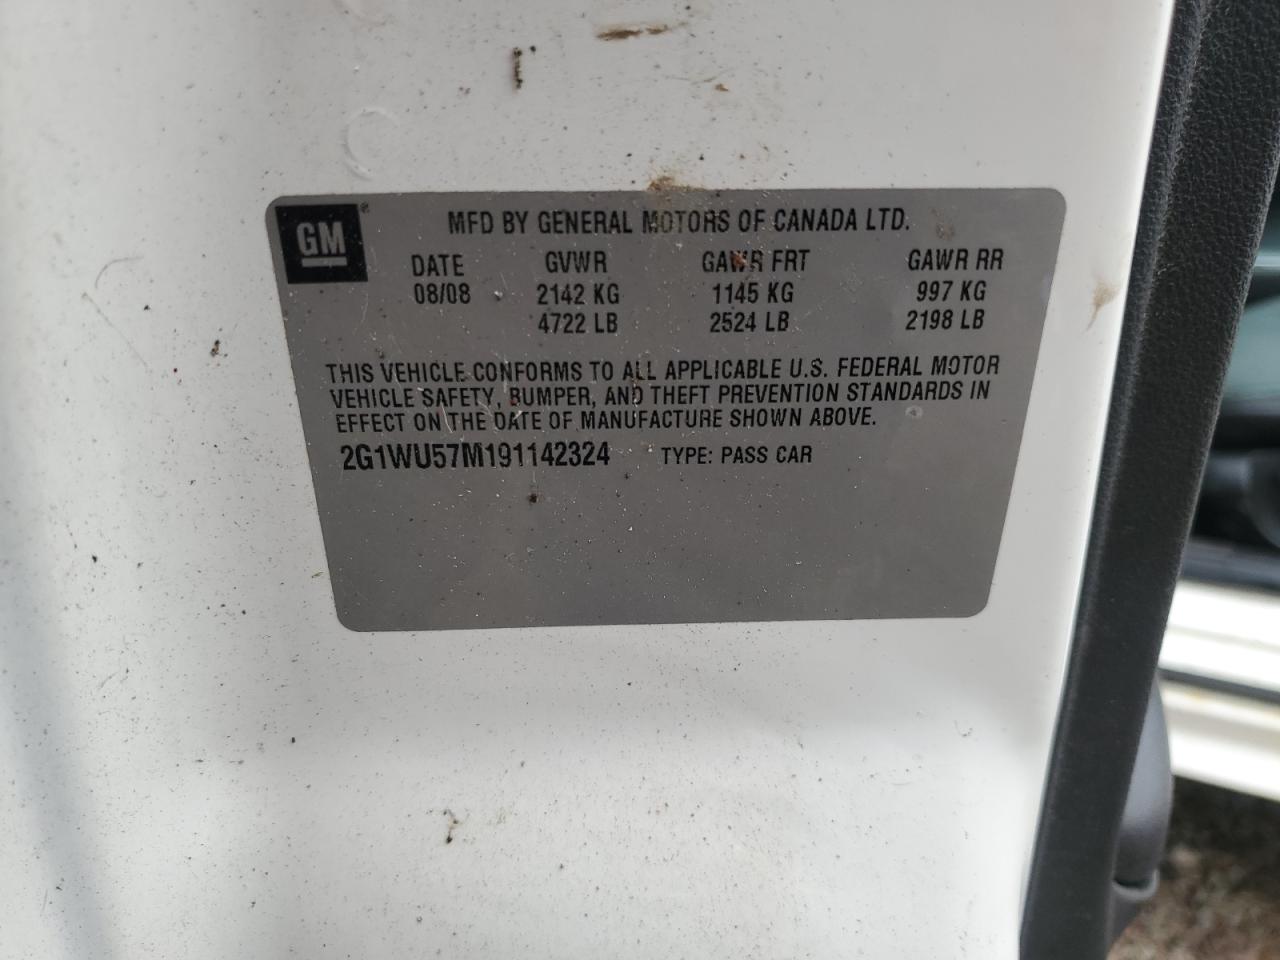 GM®
MFD BY GENERAL MOTORS OF CANADA LTD.
DATE GVWR GAWR FRT GAWR RR
08/08 2142 KG 1145 KG 997 KG
4722 LB 2524 LB 2198 LB
THIS VEHICLE CONFORMS TO ALL APPLICABLE U.S. FEDERAL MOTOR
VEHICLE SAFETY, BUMPER, AND THEFT PREVENTION STANDARDS IN
EFFECT ON THE DATE OF MANUFACTURE SHOWN ABOVE.
2G1WU57M191142324 TYPE: PASS CAR